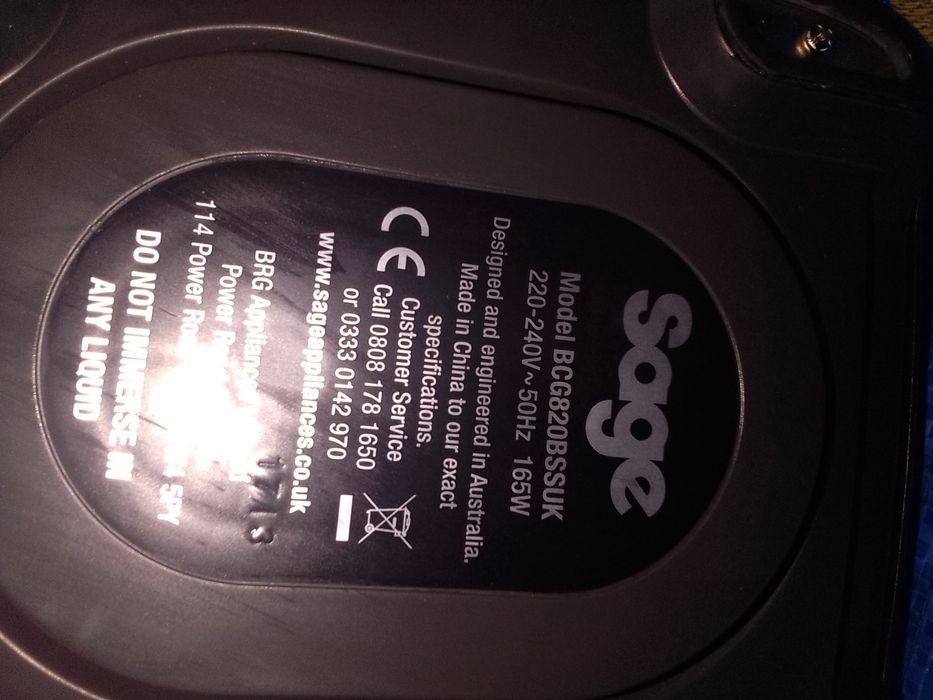 sage
Model BCG820BSSUK
220-240V~50Hz 165W
Designed and engineered in Australia.
Made in China to our exact
specifications.
CE
Customer Service
Call 0808 178 1650
or 0333 0142 970
www.sageappliances.co.uk
BRG
Power
114 Power 5PY
1713
DO NOT IMMERSE IN
ANY LIQUID